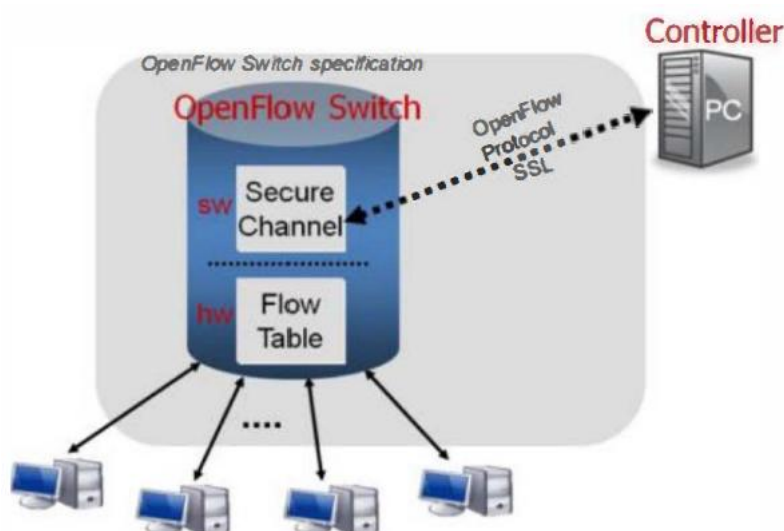 Controller
OpenFlow Switch specification
OpenFlow Switch
PC
OpenFlow
Protocol
SSL
sw
Secure
Channel
hw
Flow
Table